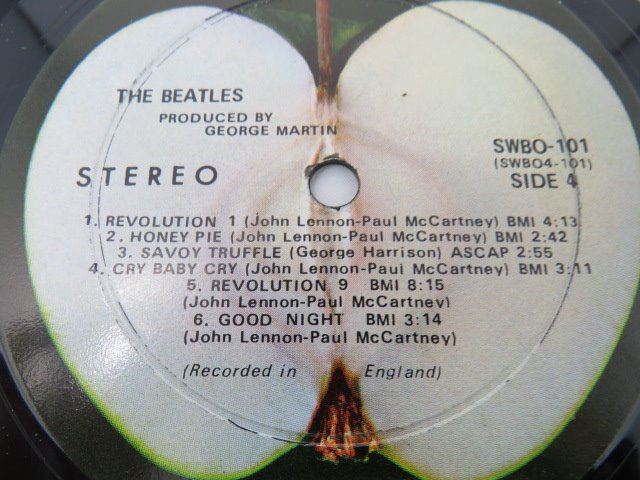 THE BEATLES
PRODUCED BY
GEORGE MARTIN
STEREO
SWBO-101
(SWBO4-101)
SIDE 4
1. REVOLUTION 1 (John Lennon-Paul McCartney) BMI 4:13
2. HONEY PIE (John Lennon-Paul McCartney) BMI 2:42
3. SAVOY TRUFFLE (George Harrison) ASCAP 2:55
4. CRY BABY CRY (John Lennon-Paul McCartney) BMI 3:11
5. REVOLUTION 9 BMI 8:15
(John Lennon-Paul McCartney)
6. GOOD NIGHT BMI 3:14
(John Lennon-Paul McCartney)
(Recorded in England)